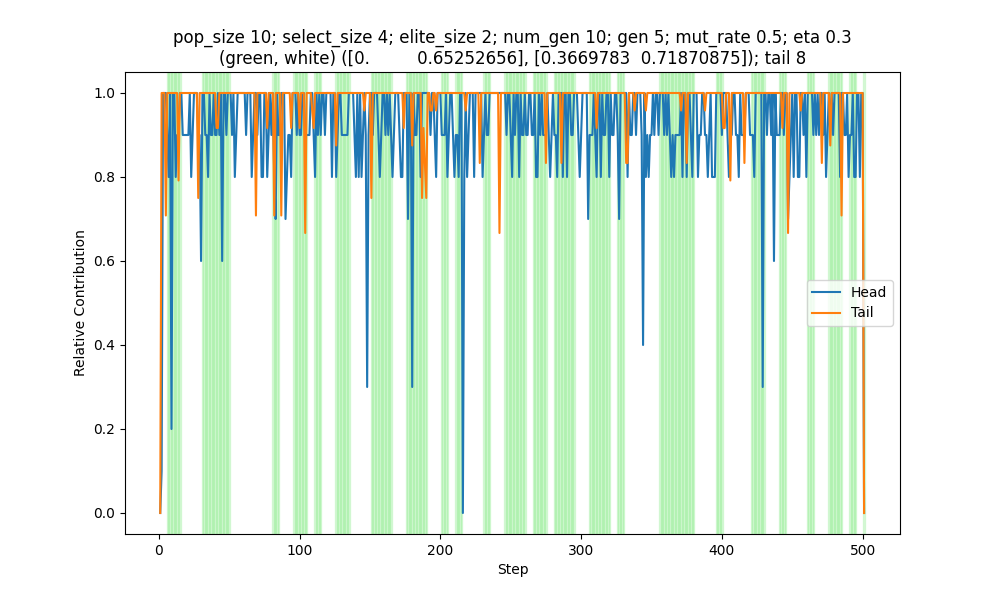 pop_size 10; select_size 4; elite_size 2; num_gen 10; gen 5; mut_rate 0.5; eta 0.3
(green, white) ([0.          0.65252656], [0.3669783  0.71870875]); tail 8
1.0
0.8
0.6
0.4
0.2
0.0
Relative Contribution
Head
Tail
0
100
200
300
400
500
Step